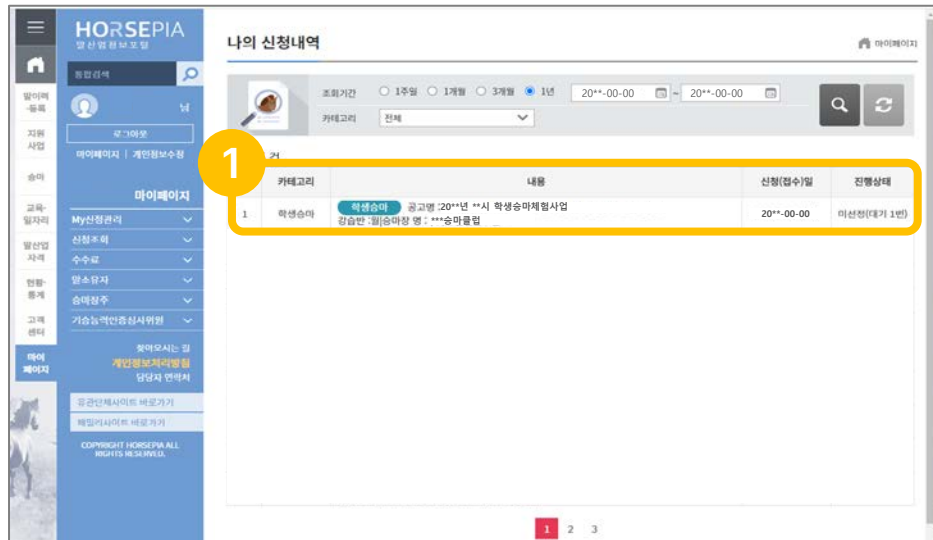 HORSEPIA
말산업정보포털
통합검색
님
로그아웃
마이페이지 | 개인정보수정
마이페이지
My신청관리
신청조회
수수료
말소유자
승마장주
기승능력인증심사위원
찾아오시는 길
개인정보처리방침
담당자 연락처
유관단체사이트 바로가기
패밀리사이트 바로가기
COPYRIGHT HORSEPIA ALL
RIGHTS RESERVED.
말이력
·등록
지원
사업
승마
교육·
일자리
말산업
자격
현황·
통계
고객
센터
마이
페이지
나의 신청내역
마이페이지
조회기간 1주일 1개월 3개월 1년 20**-00-00 ~ 20**-00-00
카테고리 전체
1
건
카테고리 내용 신청(접수)일 진행상태
1 학생승마 학생승마 공고명 :20**년 **시 학생승마체험사업 20**-00-00 미선정(대기 1번)
강습반 :월|승마장 명 : ***승마클럽
1 2 3